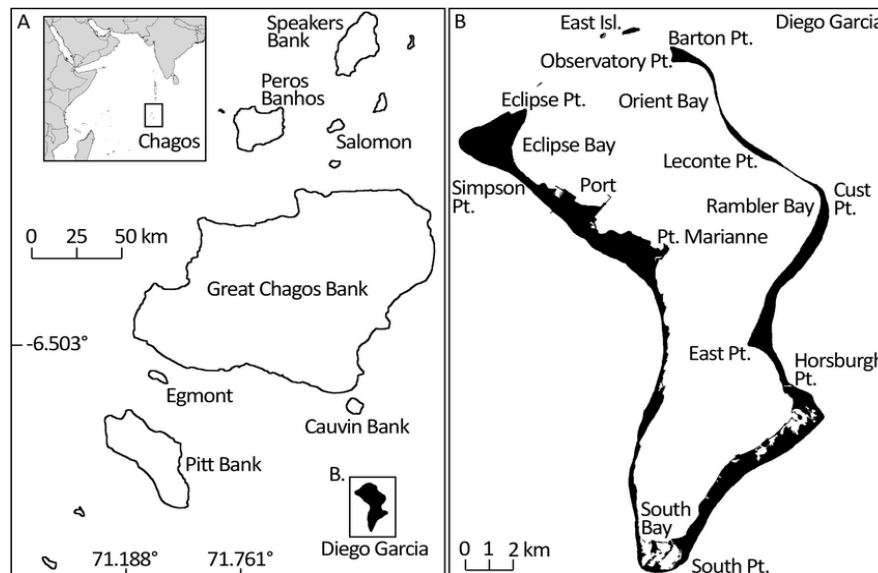 A
Speakers
Bank
Peros
Banhos
Salomon
Chagos
0 25 50 km
Great Chagos Bank
-6.503°
Egmont
Cauvin Bank
Pitt Bank
B.
Diego Garcia
71.188° 71.761°
B
Diego Garcia
East Isl.
Barton Pt.
Observatory Pt.
Eclipse Pt.
Orient Bay
Eclipse Bay
Leconte Pt.
Simpson
Pt.
Port
Rambler Bay
Cust
Pt.
Pt. Marianne
East Pt.
Horsburgh
Pt.
South
Bay
0 1 2 km
South Pt.